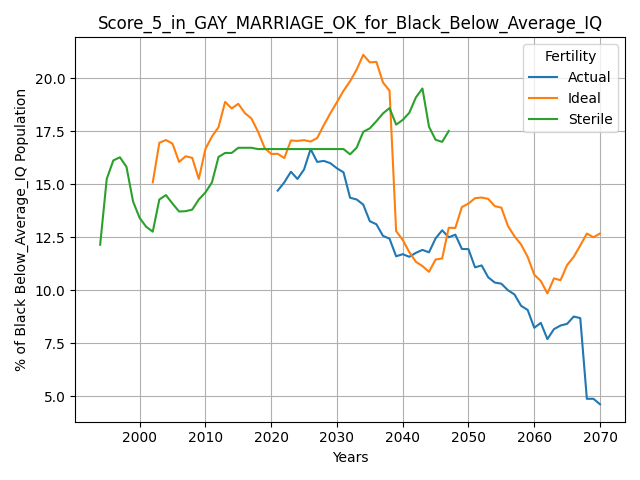 Score_5_in_GAY_MARRIAGE_OK_for_Black_Below_Average_IQ
Fertility
Actual
Ideal
Sterile
% of Black Below_Average_IQ Population
20.0
17.5
15.0
12.5
10.0
7.5
5.0
2000 2010 2020 2030 2040 2050 2060 2070
Years